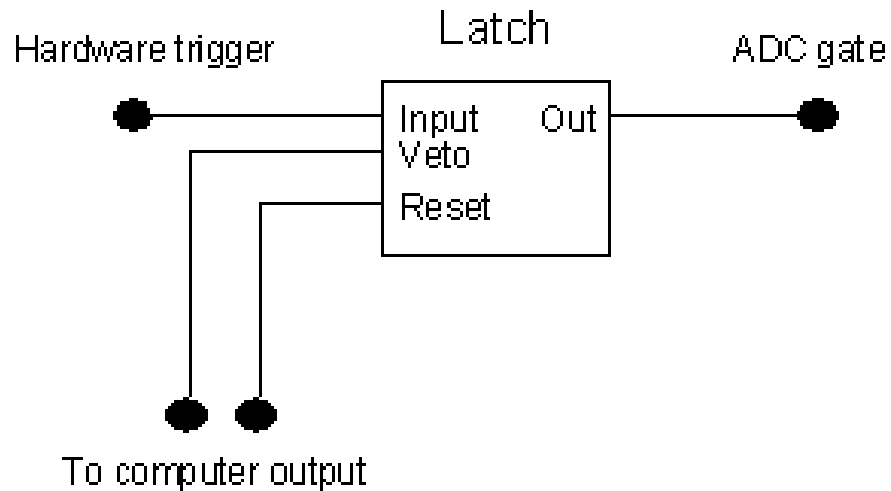 Latch
Hardware trigger
ADC gate
Input
Out
Veto
Reset
To computer output